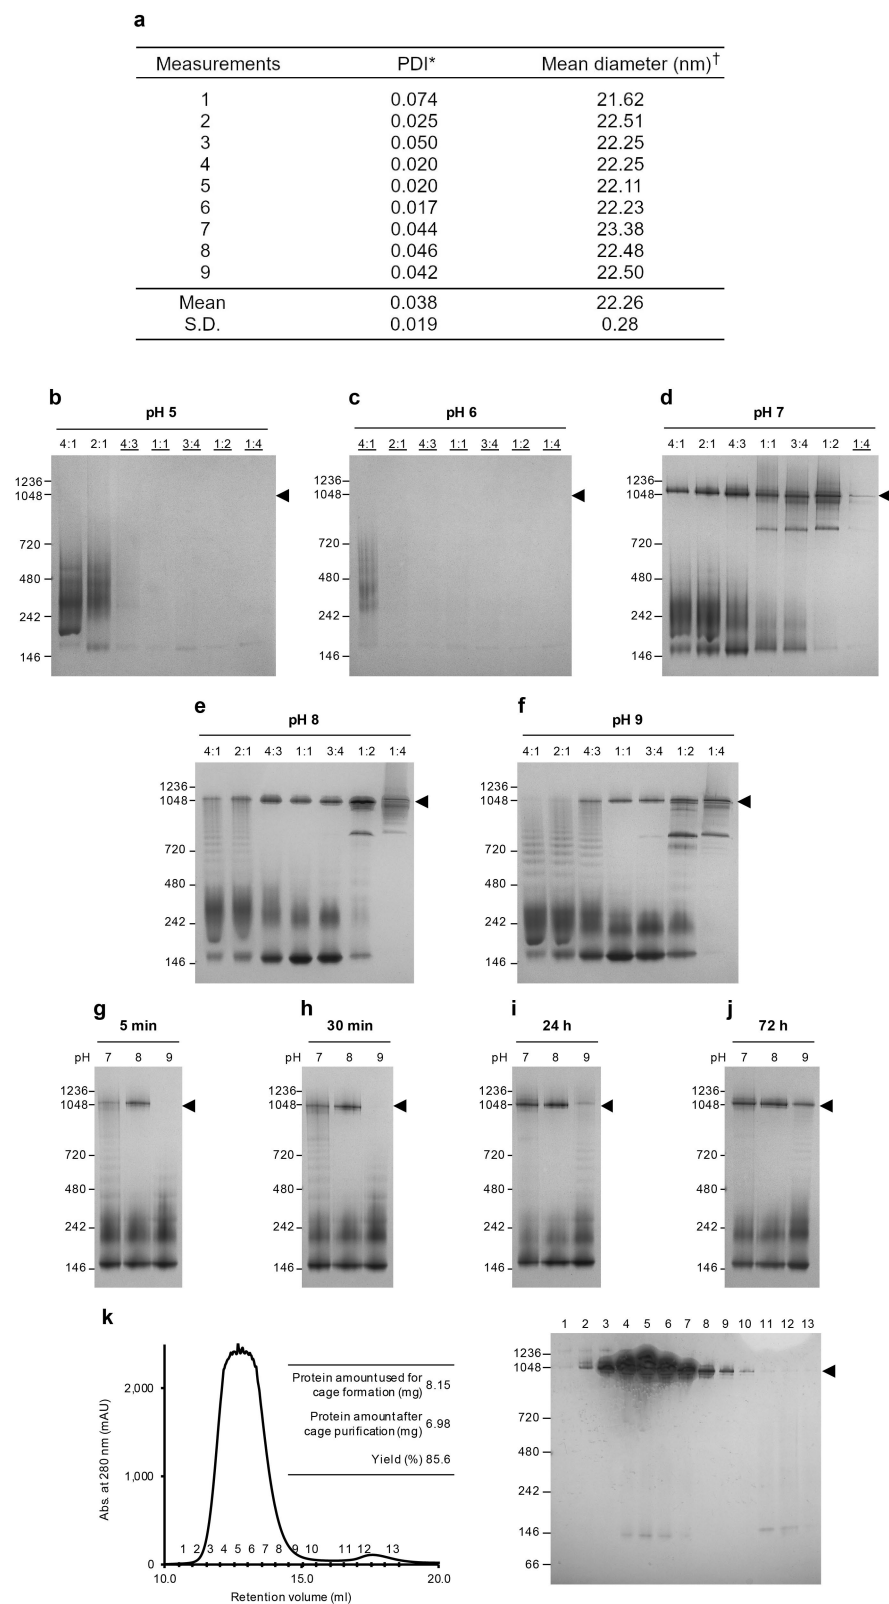 a
Measurements PDI* Mean diameter (nm)†
1 0.074 21.62
2 0.025 22.51
3 0.050 22.25
4 0.020 22.25
5 0.020 22.11
6 0.017 22.23
7 0.044 23.38
8 0.046 22.48
9 0.042 22.50
Mean 0.038 22.26
S.D. 0.019 0.28
b c d
pH 5 pH 6 pH 7
4:1 2:1 4:3 1:1 3:4 1:2 1:4 4:1 2:1 4:3 1:1 3:4 1:2 1:4 4:1 2:1 4:3 1:1 3:4 1:2 1:4
1236 1236 1236
1048 1048 1048
720 720 720
480 480 480
242 242 242
146 146 146
e f
pH 8 pH 9
4:1 2:1 4:3 1:1 3:4 1:2 1:4 4:1 2:1 4:3 1:1 3:4 1:2 1:4
1236 1236
1048 1048
720 720
480 480
242 242
146 146
g h i j
5 min 30 min 24 h 72 h
pH 7 8 9 pH 7 8 9 pH 7 8 9 pH 7 8 9
1236 1236 1236 1236
1048 1048 1048 1048
720 720 720 720
480 480 480 480
242 242 242 242
146 146 146 146
k
Abs. at 280 nm (mAU)
2,000
1,000
0
Protein amount used for
cage formation (mg) 8.15
Protein amount after
cage purification (mg) 6.98
Yield (%) 85.6
1 2 3 4 5 6 7 8 9 10 11 12 13
10.0 15.0 20.0
Retention volume (ml)
1 2 3 4 5 6 7 8 9 10 11 12 13
1236
1048
720
480
242
146
66